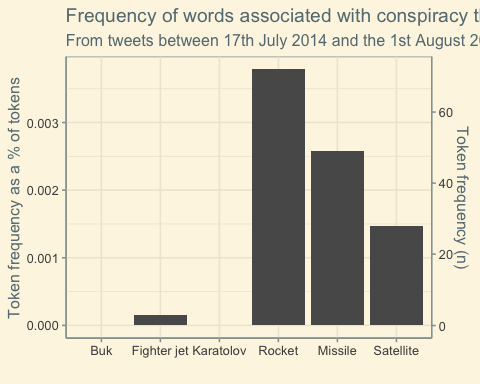 Frequency of words associated with conspiracy
From tweets between 17th July 2014 and the 1st August
Token frequency as a % of tokens
0.003
0.002
0.001
0.000
60
40
20
0
Token frequency (n)
Buk Fighter jet Karatolov Rocket Missile Satellite